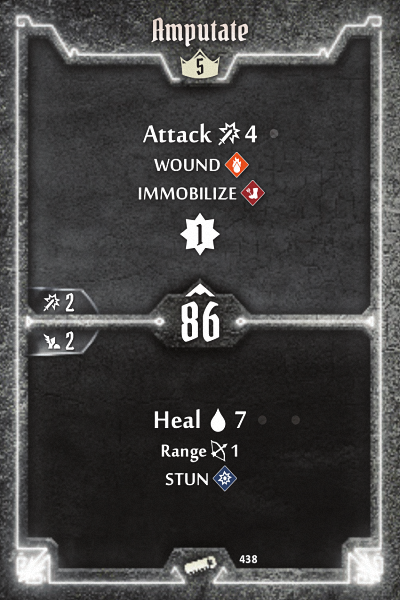 Amputate
5
Attack 4
WOUND
IMMOBILIZE
1
2
86
2
Heal 7
Range 1
STUN
438